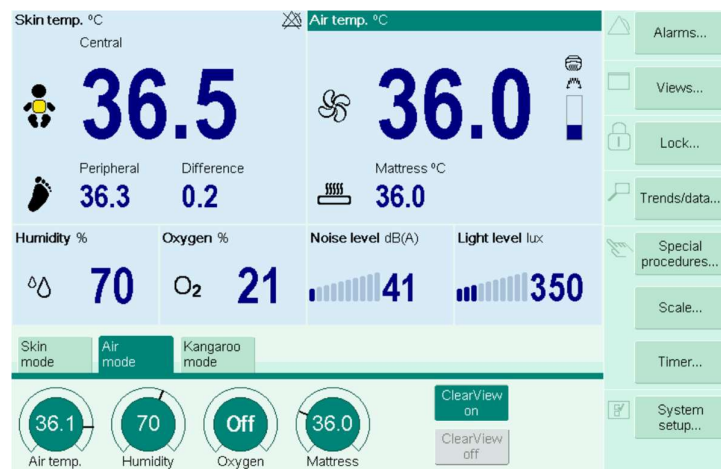 Skin temp. ºC
Central
36.5
Peripheral
36.3
Difference
0.2
Air temp. ºC
36.0
Mattress ºC
36.0
Humidity %
70
Oxygen %
O₂ 21
Noise level dB(A)
41
Light level lux
350
Skin
mode
Air
mode
Kangaroo
mode
36.1
Air temp.
70
Humidity
Off
Oxygen
36.0
Mattress
ClearView
on
ClearView
off
Alarms...
Views...
Lock...
Trends/data...
Special
procedures...
Scale...
Timer...
System
setup...